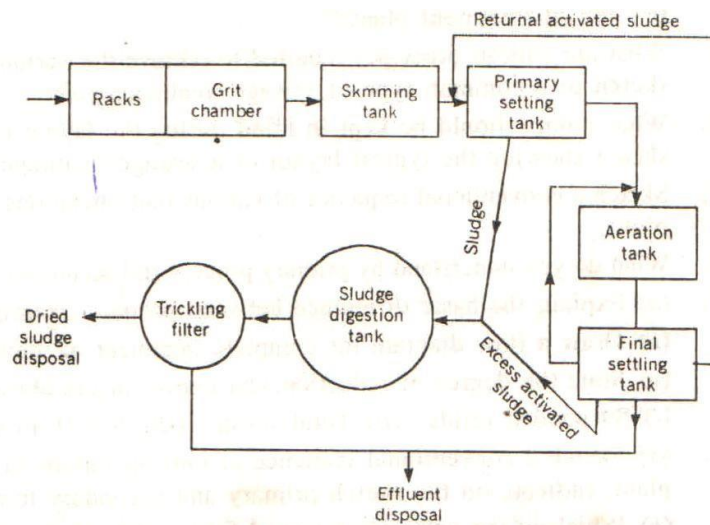 Returnal activated sludge
Racks
Grit
chamber
Skmming
tank
Primary
setting
tank
Sludge
Aeration
tank
Dried
sludge
disposal
Trickling
filter
Sludge
digestion
tank
Excess activated
sludge
Final
settling
tank
Effluent
disposal